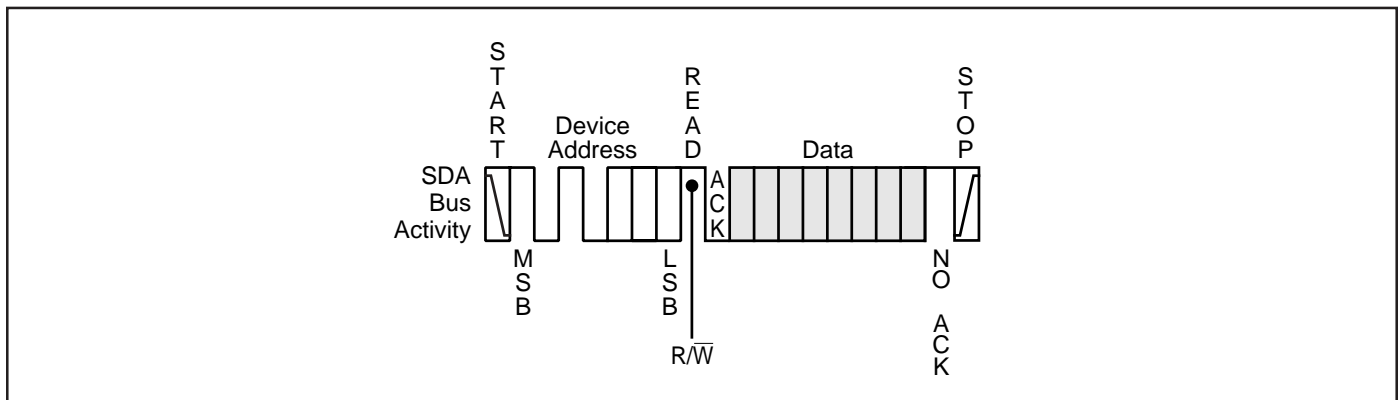 START
Device
Address
READ
Data
STOP
SDA
Bus
Activity
ACK
MSB
LSB
R/W̅
NO ACK